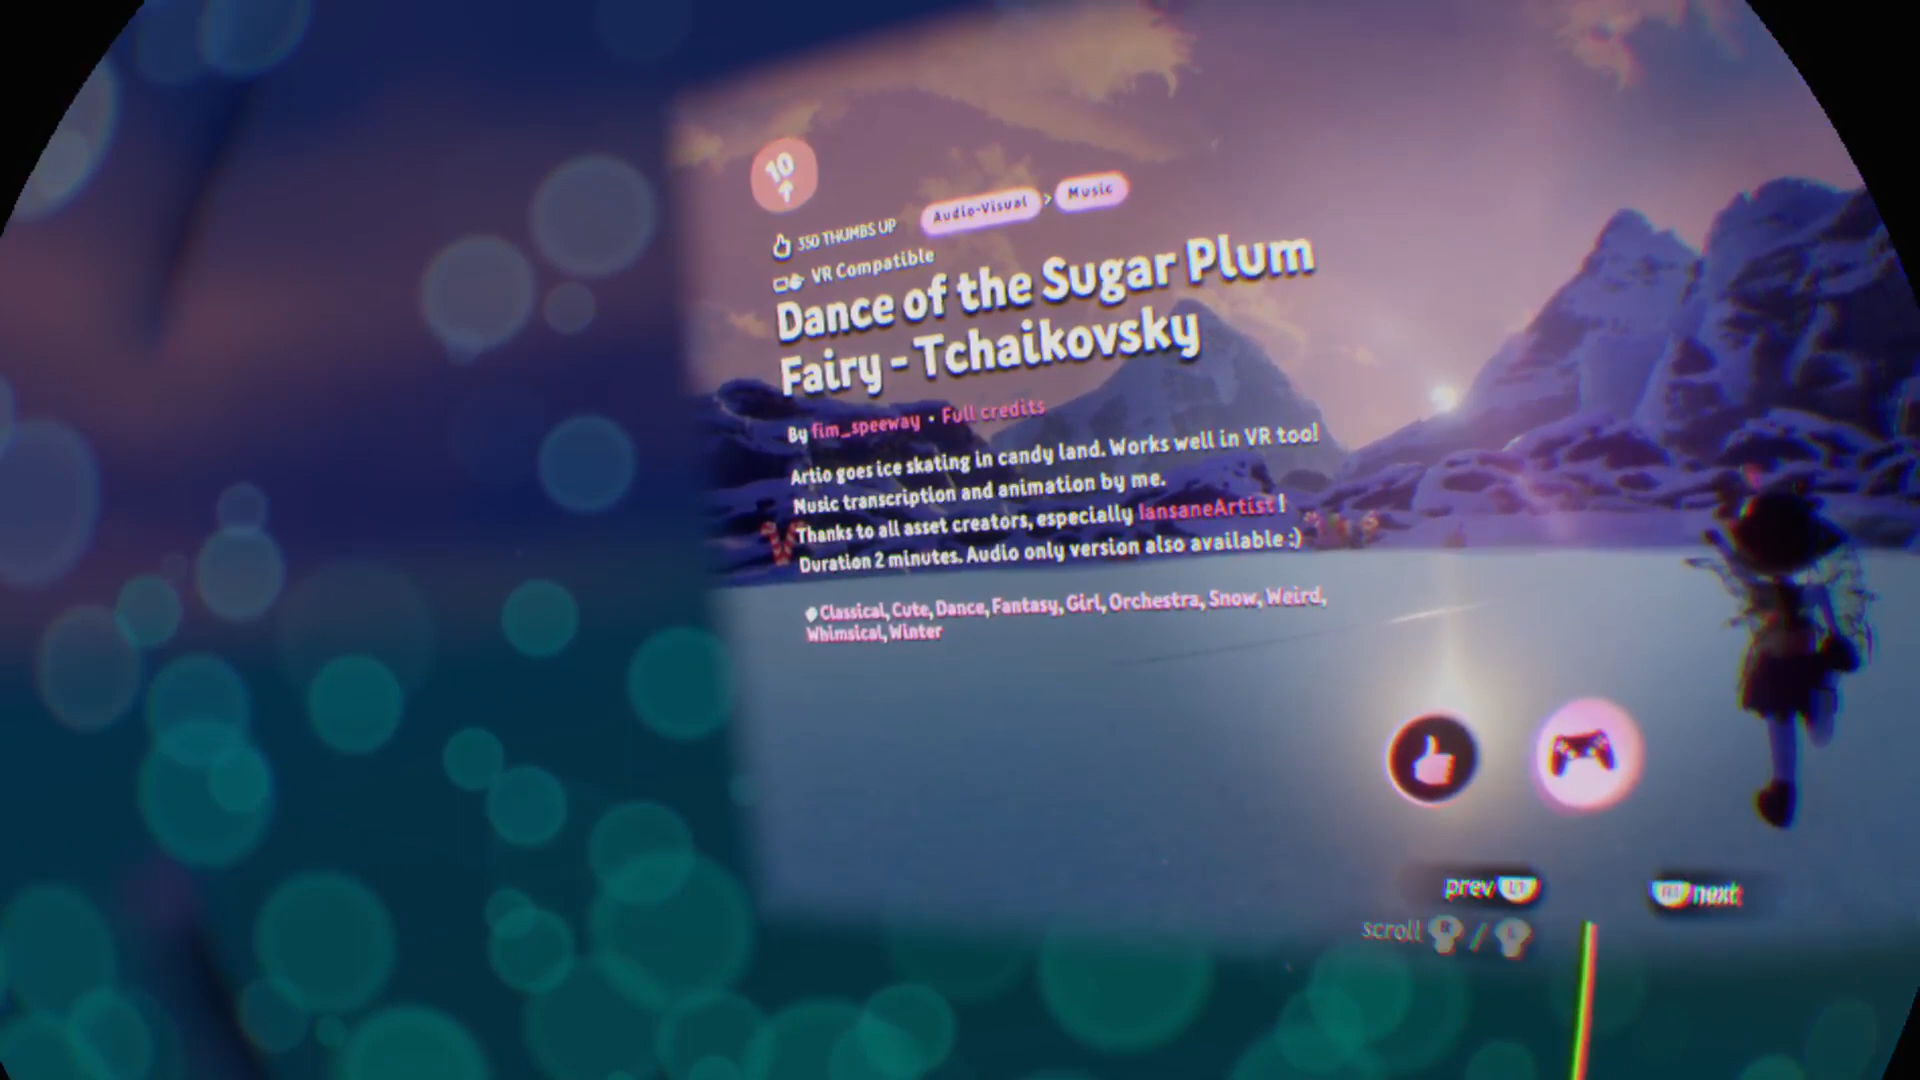 10
350 THUMBS UP
Audio-Visual > Music
VR Compatible
Dance of the Sugar Plum
Fairy - Tchaikovsky
By fim_speeway · Full credits
Artio goes ice skating in candy land. Works well in VR too!
Music transcription and animation by me.
Thanks to all asset creators, especially IansaneArtist !
Duration 2 minutes. Audio only version also available :)
Classical, Cute, Dance, Fantasy, Girl, Orchestra, Snow, Weird,
Whimsical, Winter
prev L1
R1 next
scroll R / L